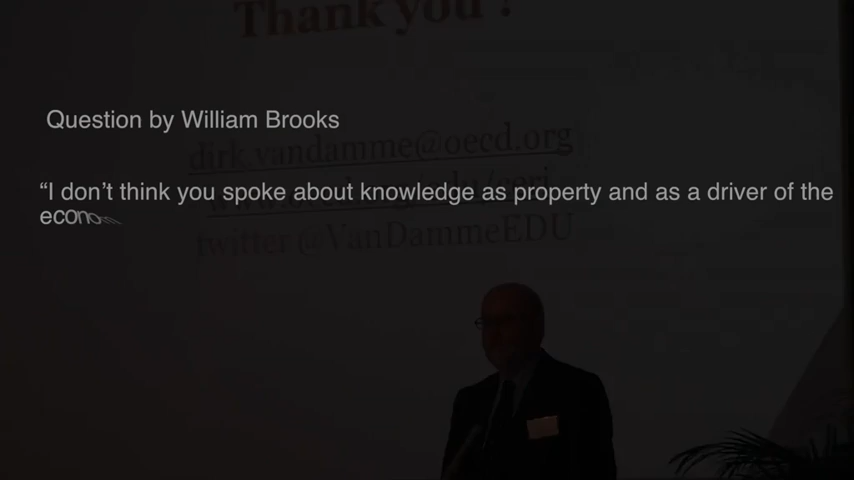 Thank you !
Question by William Brooks
dirk.vandamme@oecd.org
“I don’t think you spoke about knowledge as property and as a driver of the
twitter @VanDammeEDU